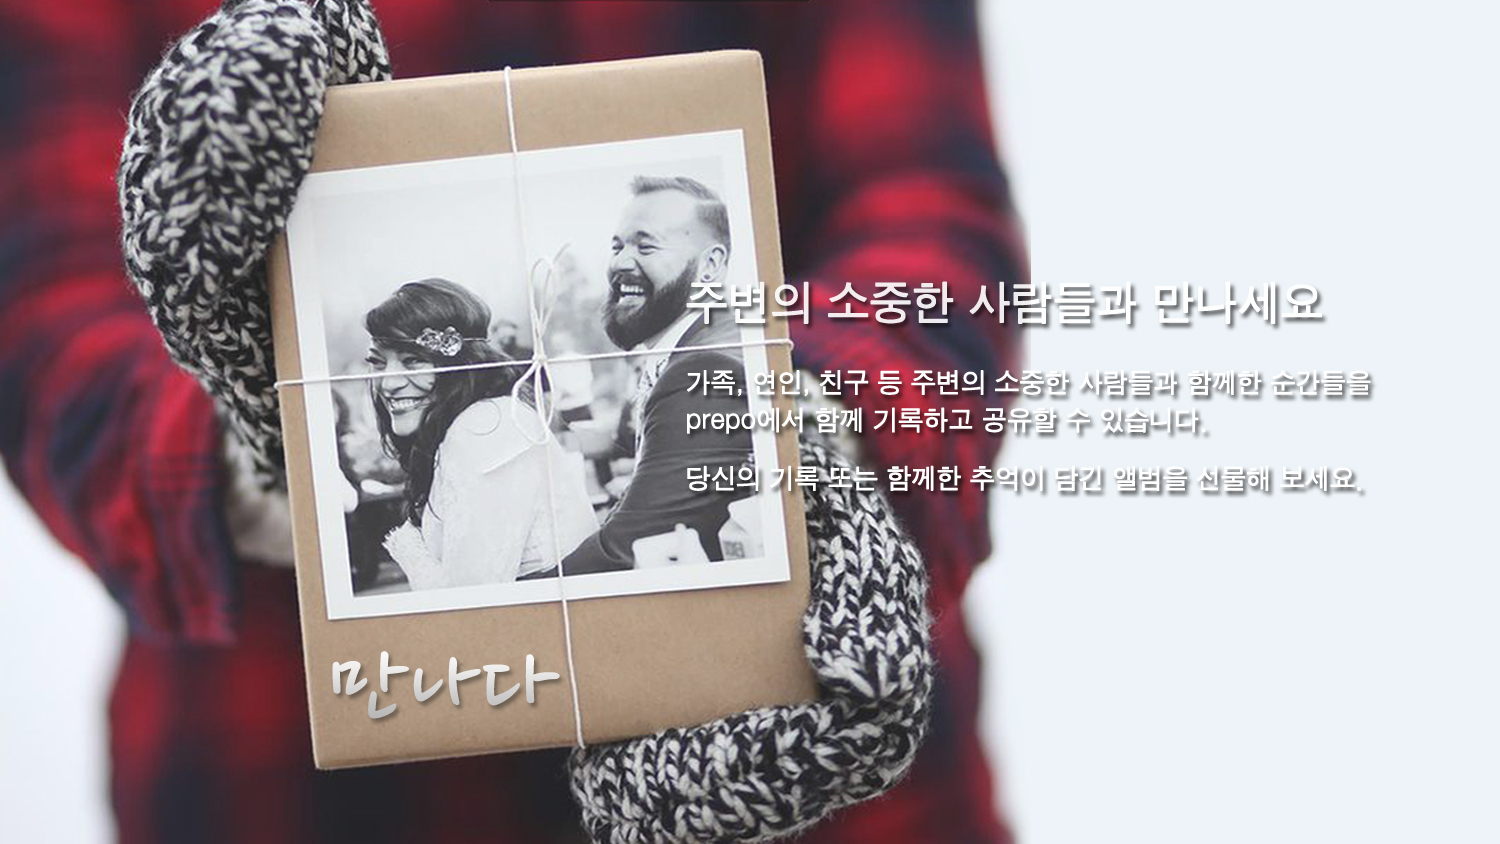 주변의 소중한 사람들과 만나세요
가족, 연인, 친구 등 주변의 소중한 사람들과 함께한 순간들을
prepo에서 함께 기록하고 공유할 수 있습니다.
당신의 기록 또는 함께한 추억이 담긴 앨범을 선물해 보세요.
만나다